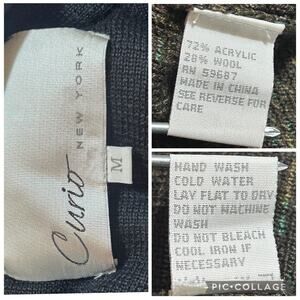 Curio
NEW YORK
M
72% ACRYLIC
28% WOOL
RN 59687
MADE IN CHINA
SEE REVERSE FOR
CARE
HAND WASH
COLD WATER
LAY FLAT TO DRY
DO NOT MACHINE
WASH
DO NOT BLEACH
COOL IRON IF
NECESSARY
PIC•COLLAGE